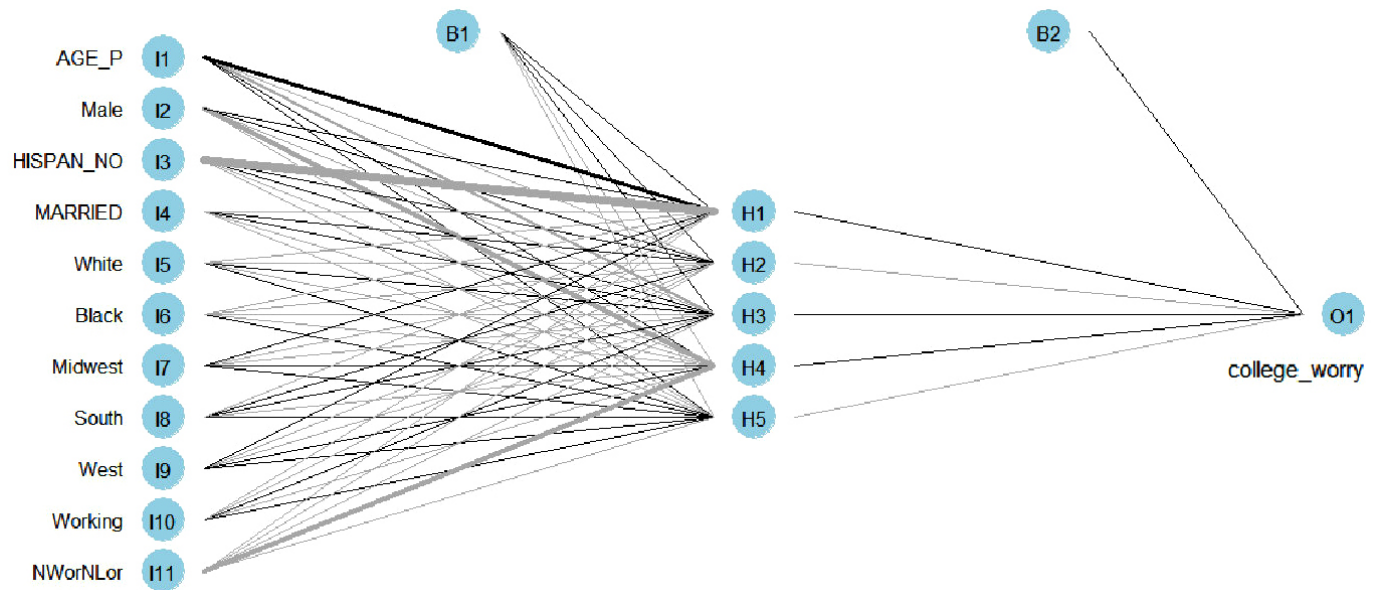 B1
B2
AGE_P I1
Male I2
HISPAN_NO I3
MARRIED I4 H1
White I5 H2
Black I6 H3 O1
Midwest I7 H4 college_worry
South I8 H5
West I9
Working I10
NWorNLor I11